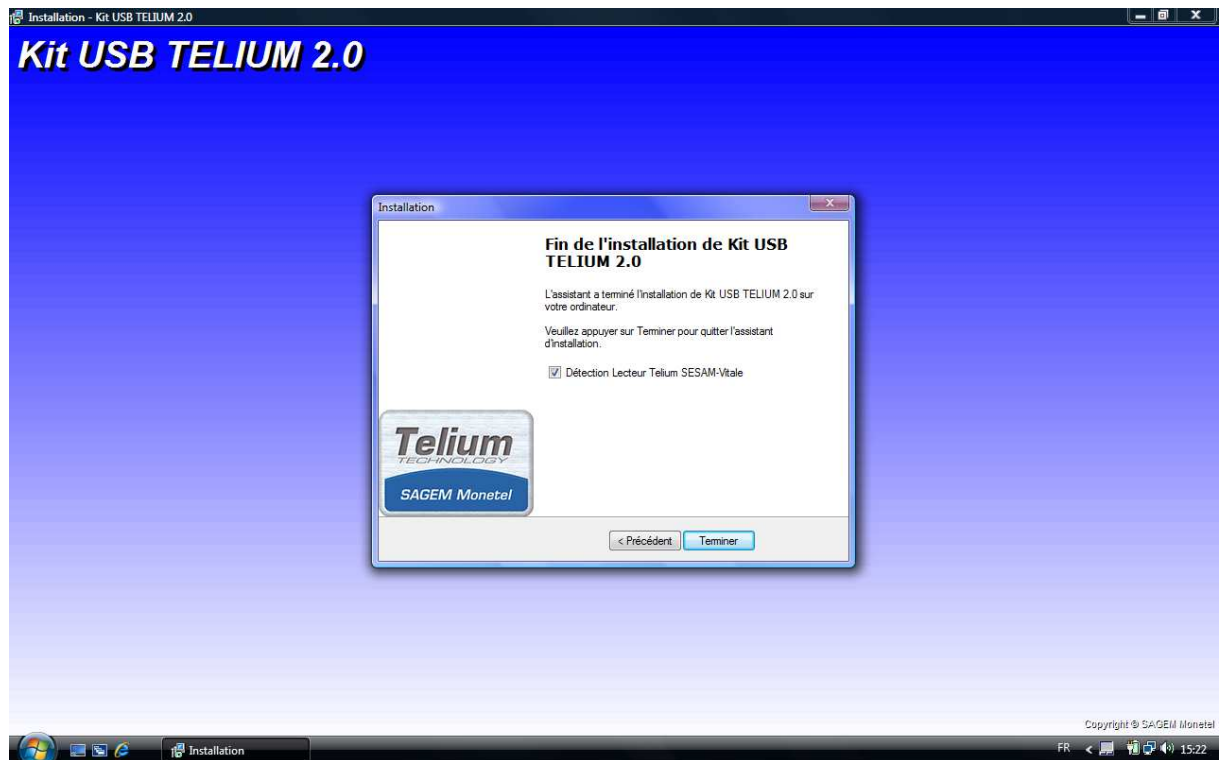 Installation - Kit USB TELIUM 2.0
Kit USB TELIUM 2.0
Installation
Fin de l'installation de Kit USB
TELIUM 2.0
L'assistant a terminé l'installation de Kit USB TELIUM 2.0 sur
votre ordinateur.
Veuillez appuyer sur Terminer pour quitter l'assistant
d'installation.
Détection Lecteur Telium SESAM-Vitale
Telium
TECHNOLOGY
SAGEM Monetel
< Précédent
Terminer
Copyright © SAGEM Monetel
Installation
FR
15:22